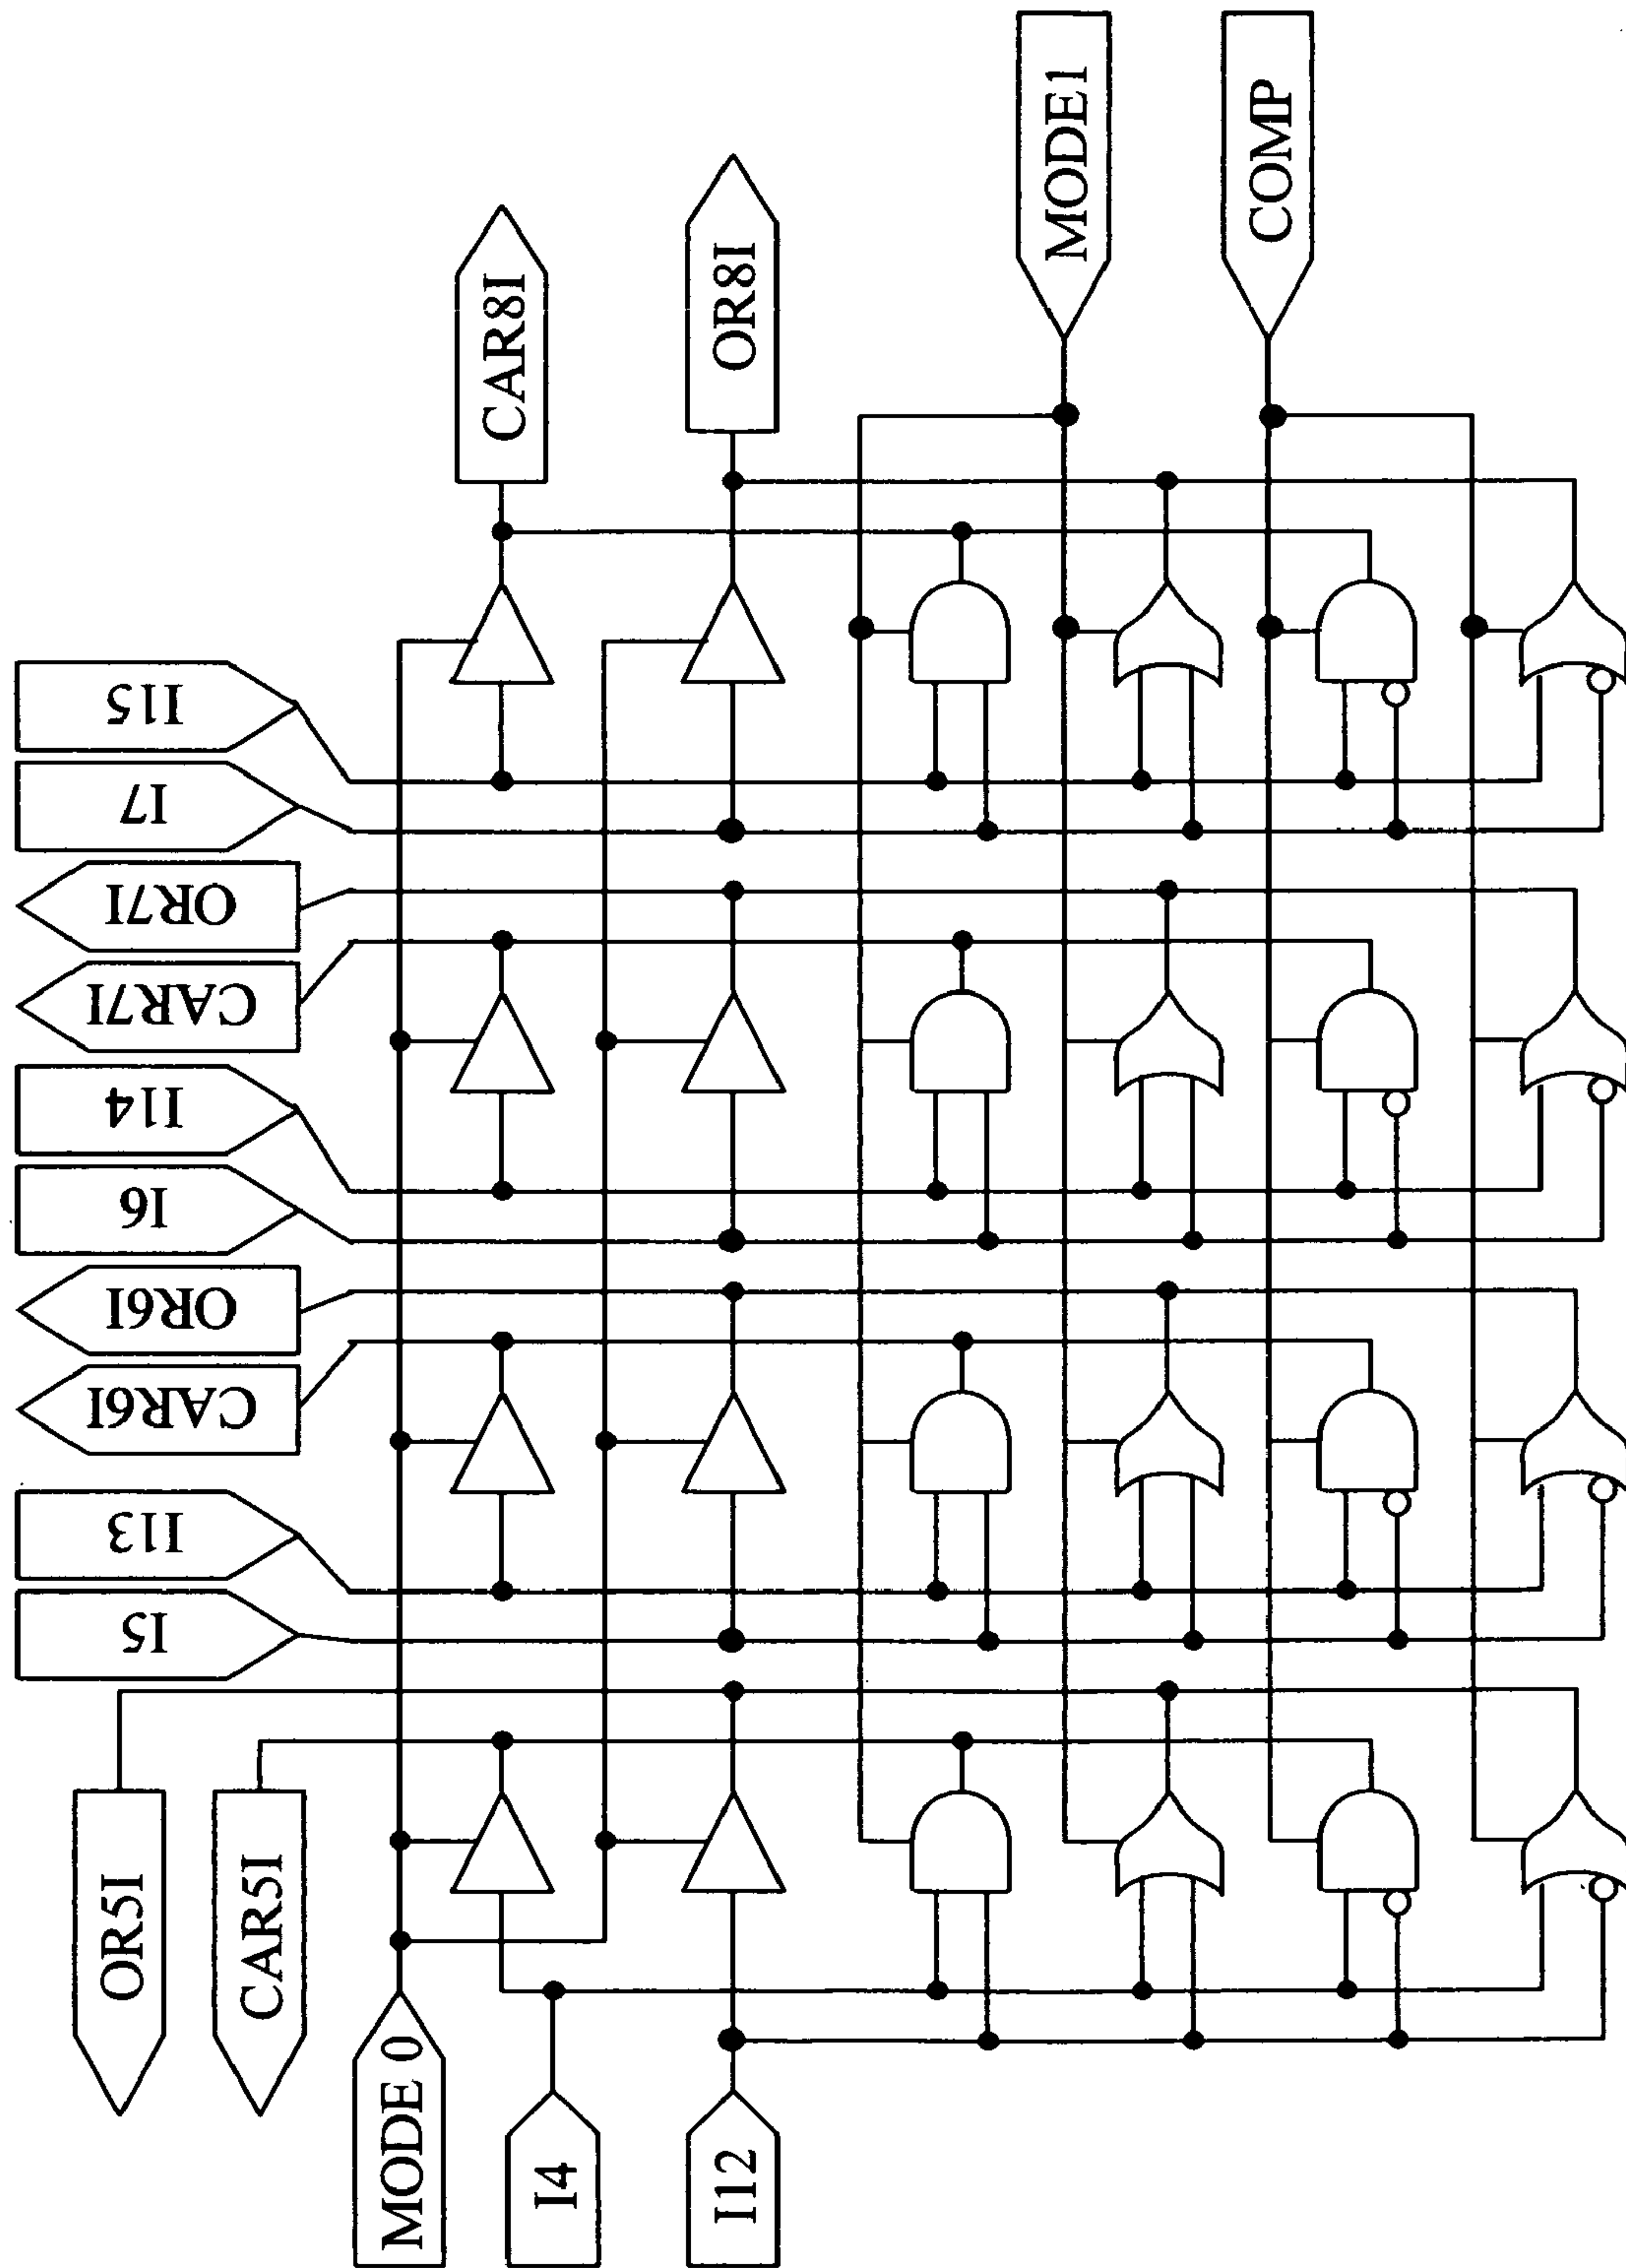 MODE1
COMP
CAR8I
OR8I
I15
I7
OR7I
CAR7I
I14
I6
OR6I
CAR6I
I13
I5
OR5I
CAR5I
MODE 0
I4
I12